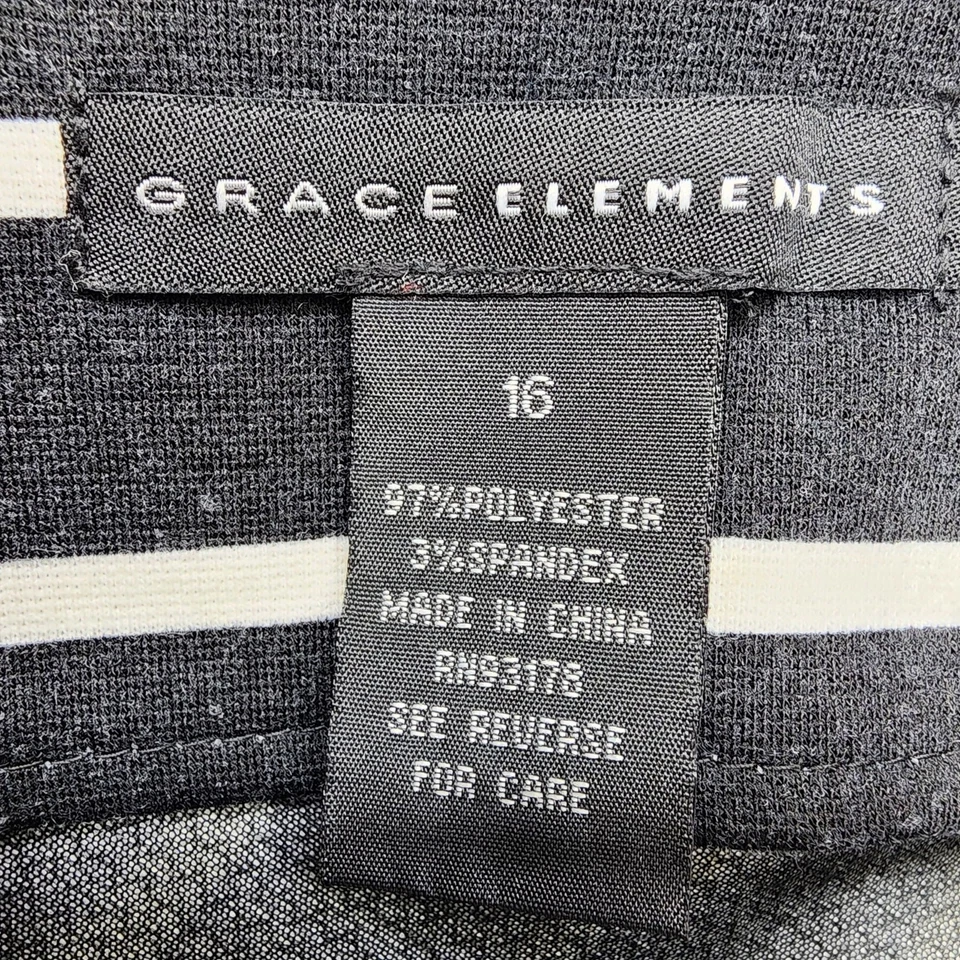 GRACE ELEMENTS
16
97%POLYESTER
3%SPANDEX
MADE IN CHINA
RN93178
SEE REVERSE
FOR CARE